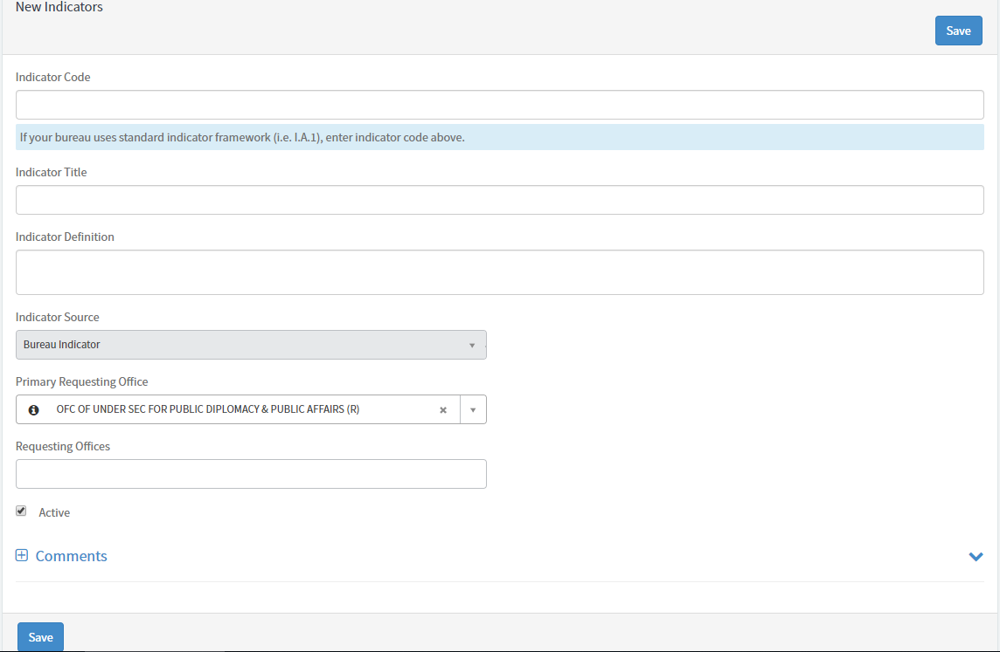 New Indicators
Save
Indicator Code
If your bureau uses standard indicator framework (i.e. I.A.1), enter indicator code above.
Indicator Title
Indicator Definition
Indicator Source
Bureau Indicator
Primary Requesting Office
OFC OF UNDER SEC FOR PUBLIC DIPLOMACY & PUBLIC AFFAIRS (R)
Requesting Offices
Active
Comments
Save